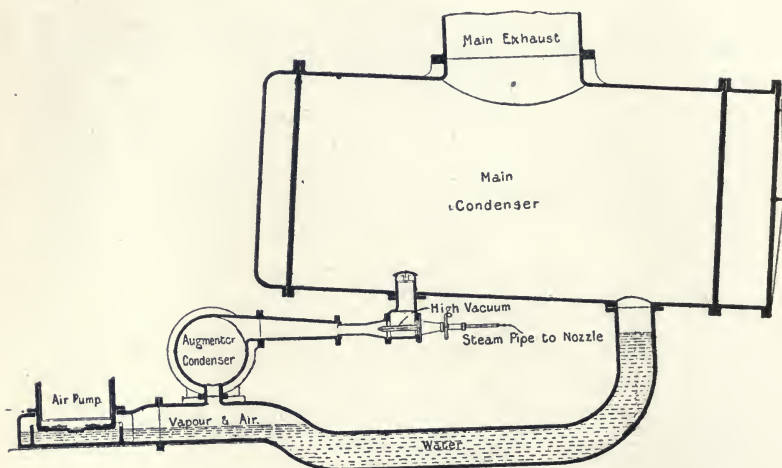 Main Exhaust
Main
Condenser
High Vacuum
Steam Pipe to Nozzle
Augmentor
Condenser
Air Pump.
Vapour & Air.
Water